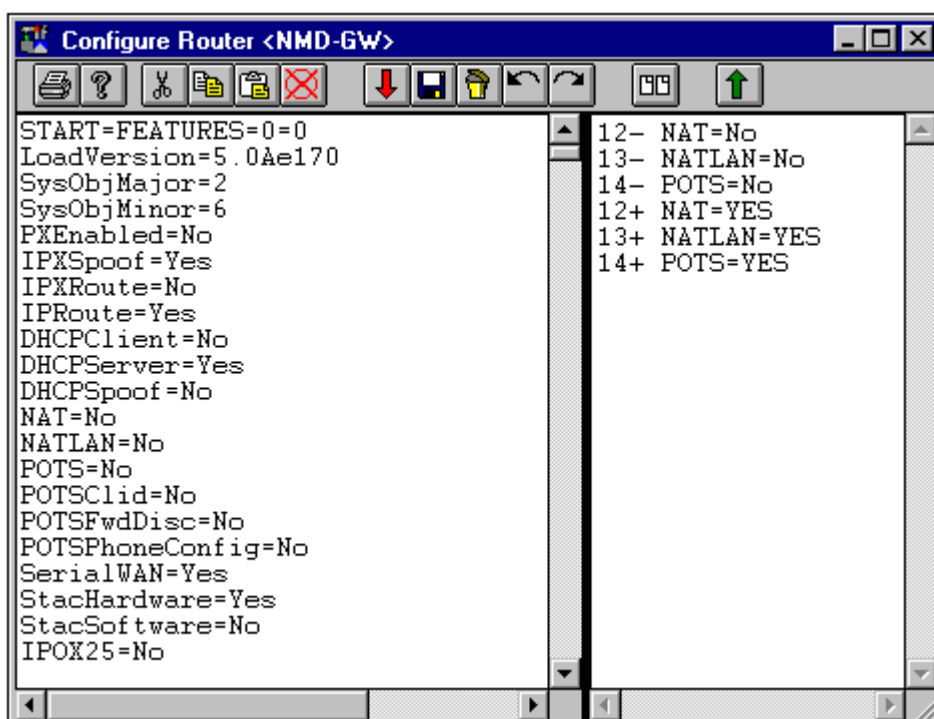 Configure Router <NMD-GW>
START=FEATURES=0=0
LoadVersion=5.0Ae170
SysObjMajor=2
SysObjMinor=6
PXEnabled=No
IPXSpoof=Yes
IPXRoute=No
IPRoute=Yes
DHCPClient=No
DHCPServer=Yes
DHCPSpoof=No
NAT=No
NATLAN=No
POTS=No
POTSClid=No
POTSFwdDisc=No
POTSPhoneConfig=No
SerialWAN=Yes
StacHardware=Yes
StacSoftware=No
IPOX25=No
12- NAT=No
13- NATLAN=No
14- POTS=No
12+ NAT=YES
13+ NATLAN=YES
14+ POTS=YES